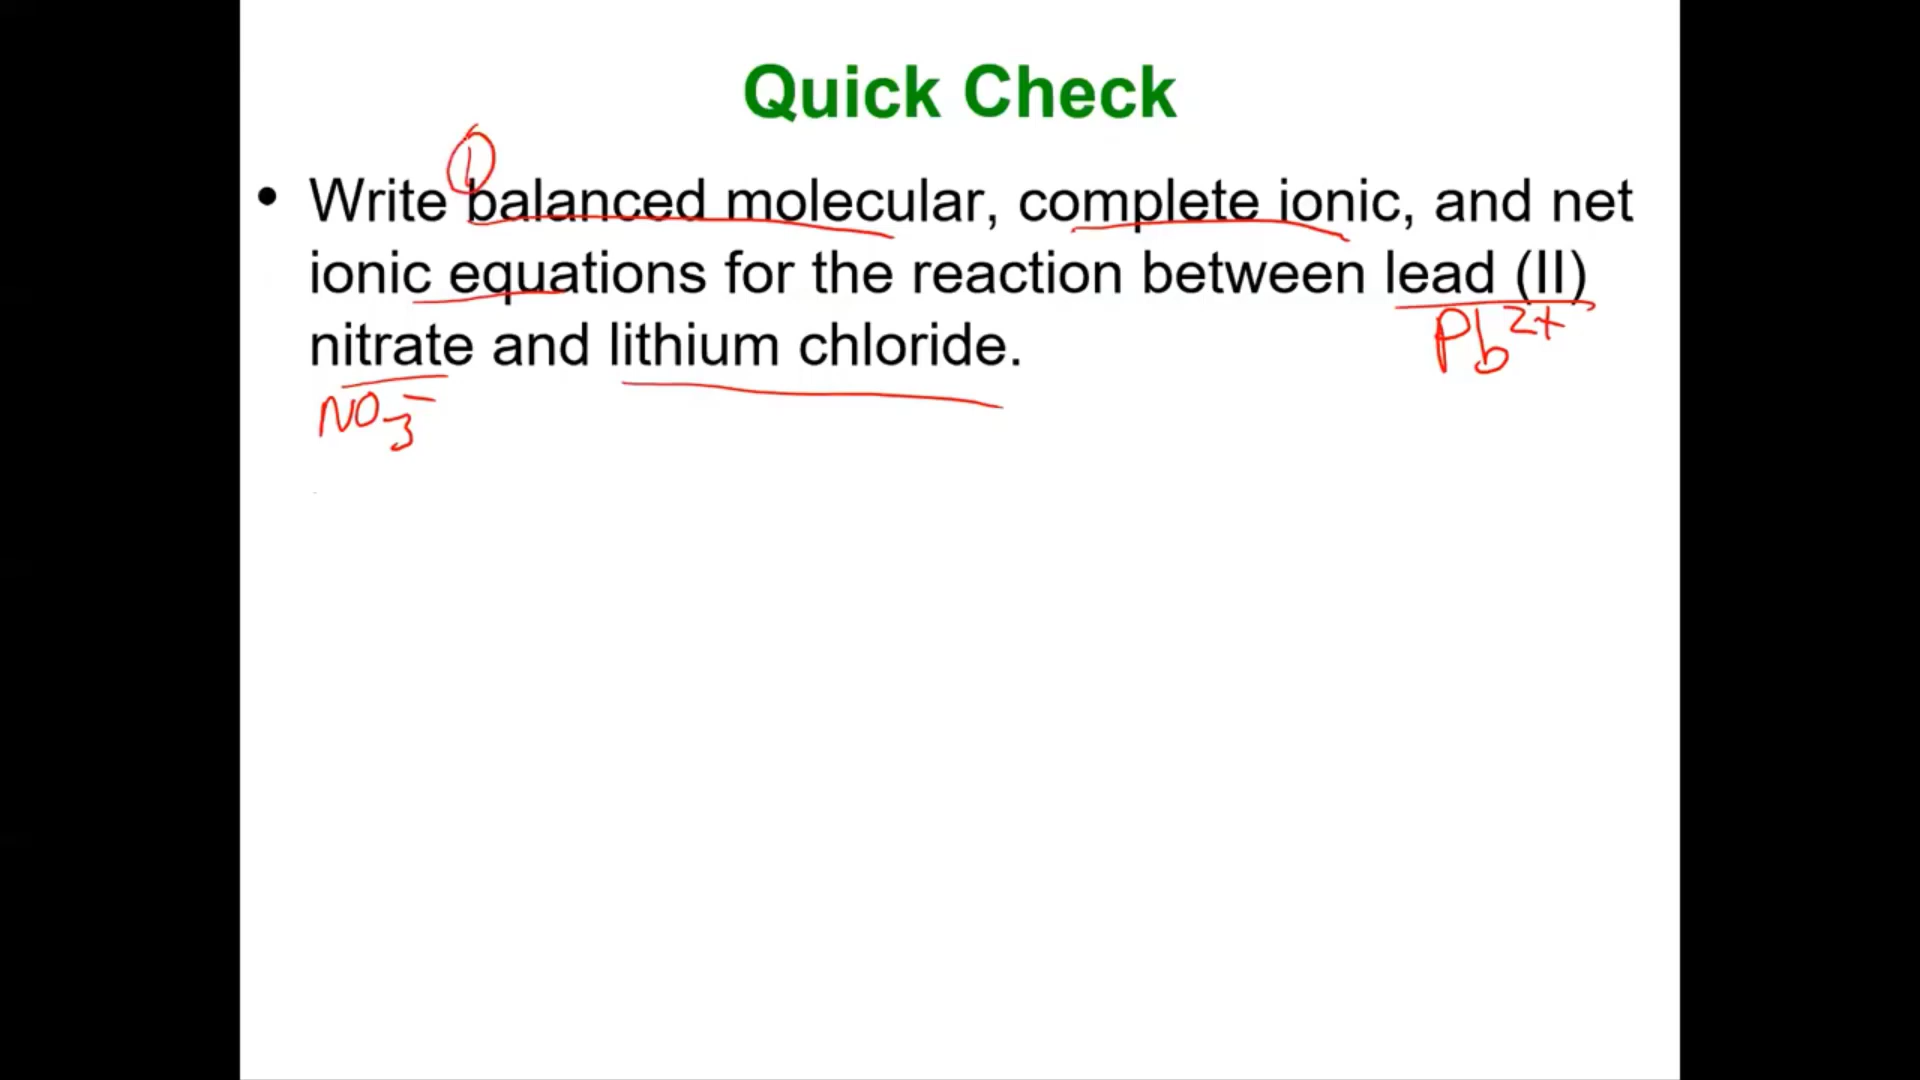 Quick Check
①
• Write balanced molecular, complete ionic, and net
ionic equations for the reaction between lead (II)
Pb²⁺
nitrate and lithium chloride.
NO₃⁻